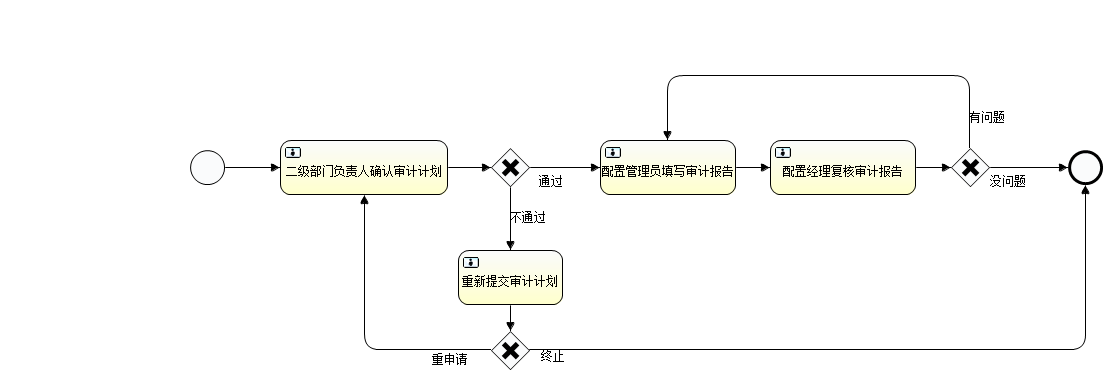 有问题
二级部门负责人确认审计计划
配置管理员填写审计报告
配置经理复核审计报告
通过
没问题
不通过
重新提交审计计划
重申请
终止